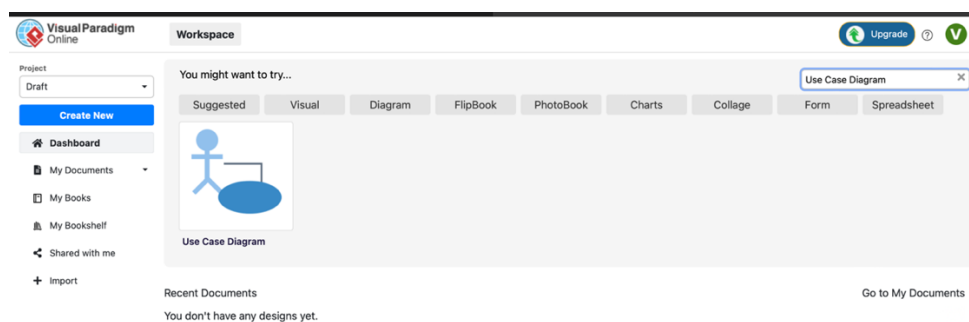 Visual Paradigm
Online
Workspace
Upgrade
?
V
Project
Draft
Create New
Dashboard
My Documents
My Books
My Bookshelf
Shared with me
Import
You might want to try...
Use Case Diagram
Suggested Visual Diagram FlipBook PhotoBook Charts Collage Form Spreadsheet
Use Case Diagram
Recent Documents
Go to My Documents
You don't have any designs yet.